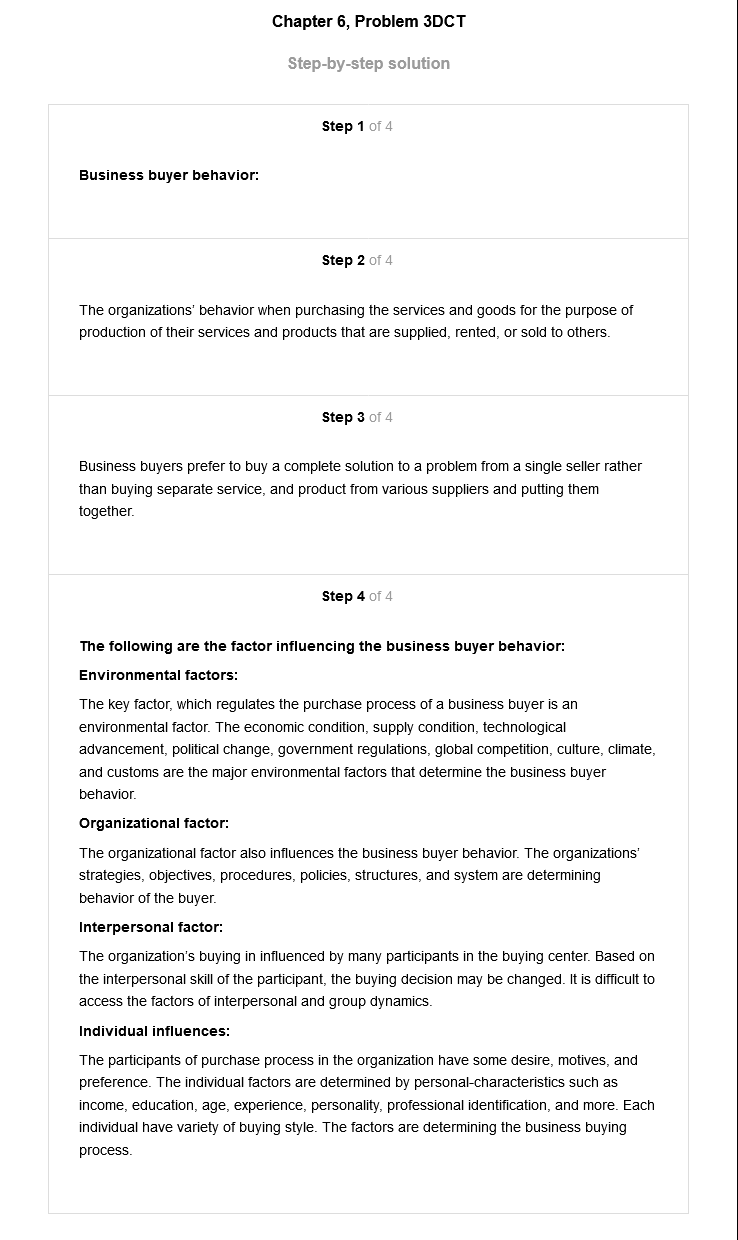 Chapter 6, Problem 3DCT
Step-by-step solution
Step 1 of 4
Business buyer behavior:
Step 2 of 4
The organizations' behavior when purchasing the services and goods for the purpose of
production of their services and products that are supplied, rented, or sold to others.
Step 3 of 4
Business buyers prefer to buy a complete solution to a problem from a single seller rather
than buying separate service, and product from various suppliers and putting them
together.
Step 4 of 4
The following are the factor influencing the business buyer behavior:
Environmental factors:
The key factor, which regulates the purchase process of a business buyer is an
environmental factor. The economic condition, supply condition, technological
advancement, political change, government regulations, global competition, culture, climate,
and customs are the major environmental factors that determine the business buyer
behavior.
Organizational factor:
The organizational factor also influences the business buyer behavior. The organizations'
strategies, objectives, procedures, policies, structures, and system are determining
behavior of the buyer.
Interpersonal factor:
The organization's buying in influenced by many participants in the buying center. Based on
the interpersonal skill of the participant, the buying decision may be changed. It is difficult to
access the factors of interpersonal and group dynamics.
Individual influences:
The participants of purchase process in the organization have some desire, motives, and
preference. The individual factors are determined by personal-characteristics such as
income, education, age, experience, personality, professional identification, and more. Each
individual have variety of buying style. The factors are determining the business buying
process.